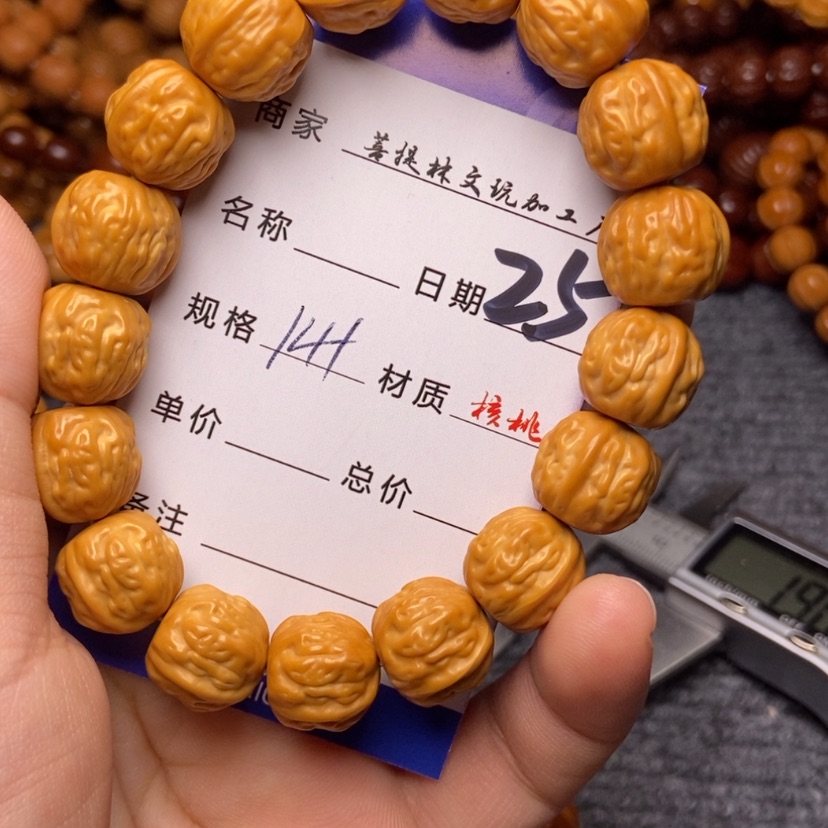 商家 菩提林文玩加工
名称 日期 25
规格 144 材质 核桃
单价 总价
备注